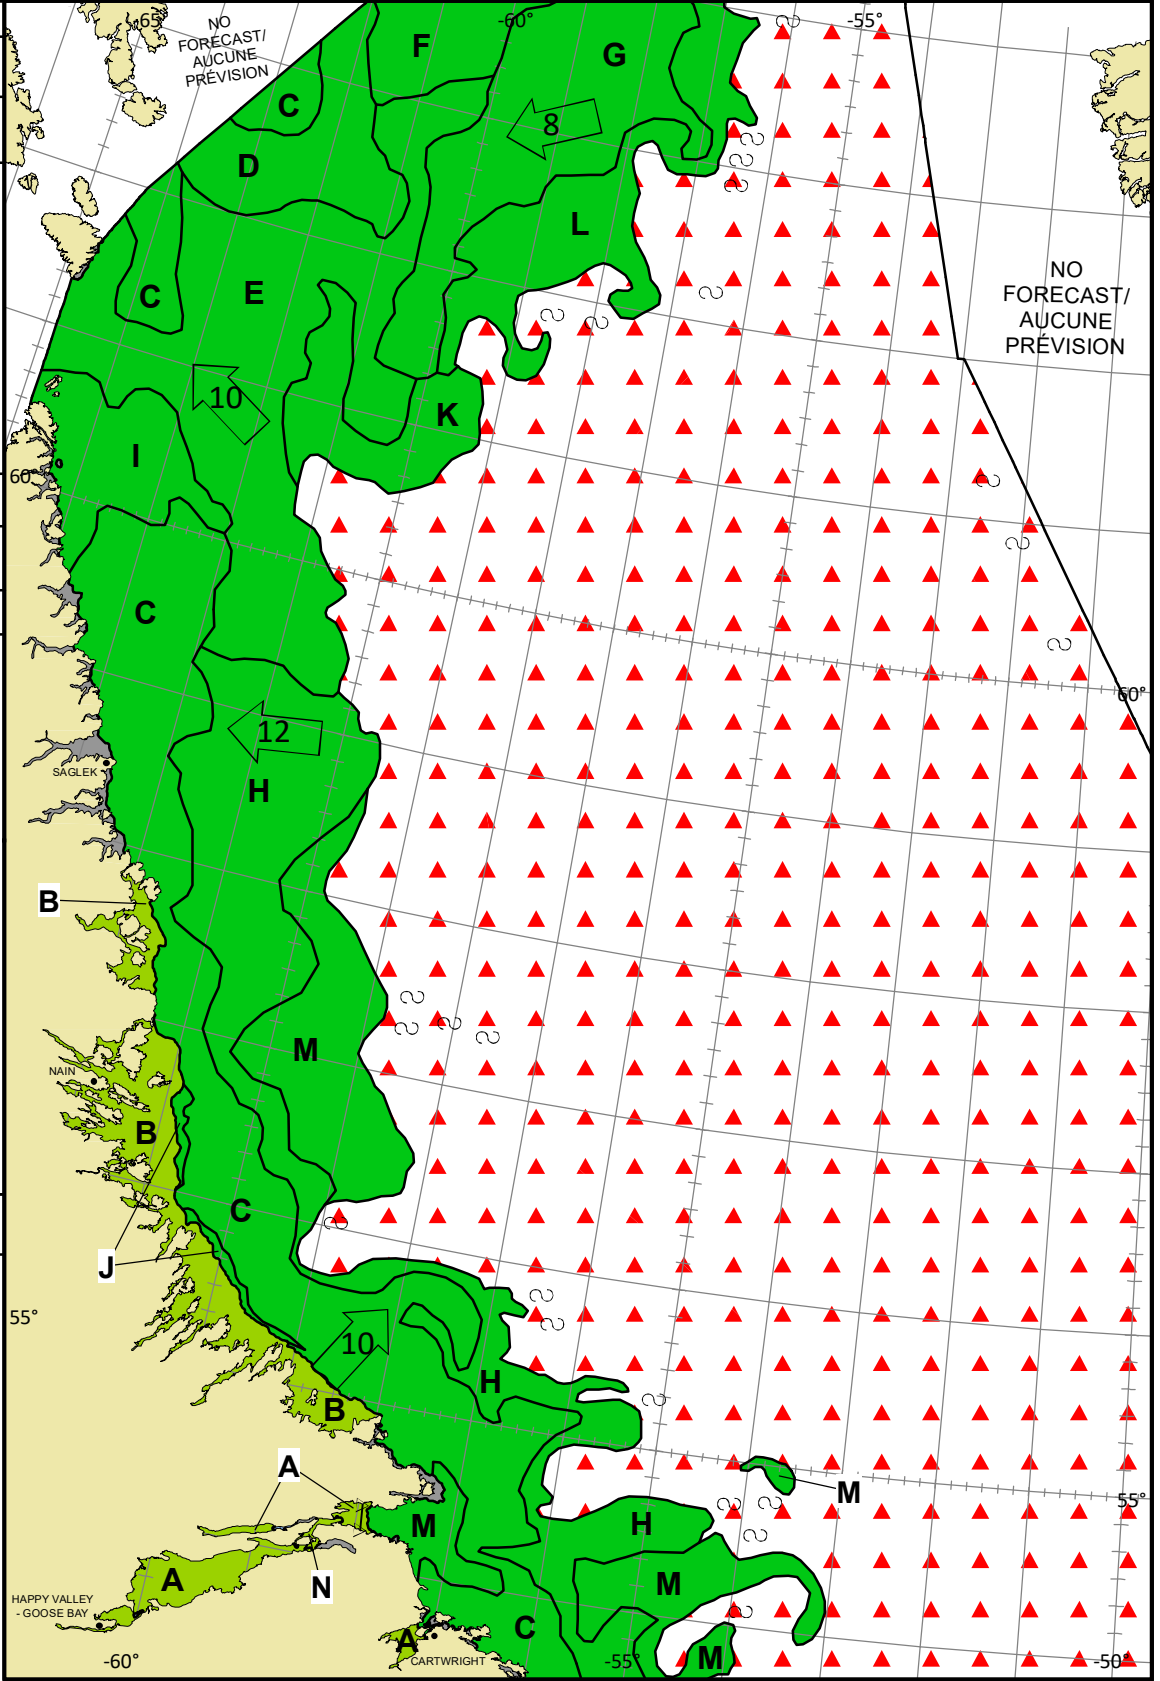 -65°
-60°
-55°
NO
FORECAST/
AUCUNE
PRÉVISION
F
G
C
8
D
L
NO
FORECAST/
AUCUNE
PRÉVISION
C
E
10
K
I
60°
C
60°
12
SAGLEK
H
B
M
NAIN
B
C
J
55°
10
H
B
A
M
55°
M
H
A
N
M
HAPPY VALLEY
- GOOSE BAY
C
A
CARTWRIGHT
M
-60°
-55°
-50°